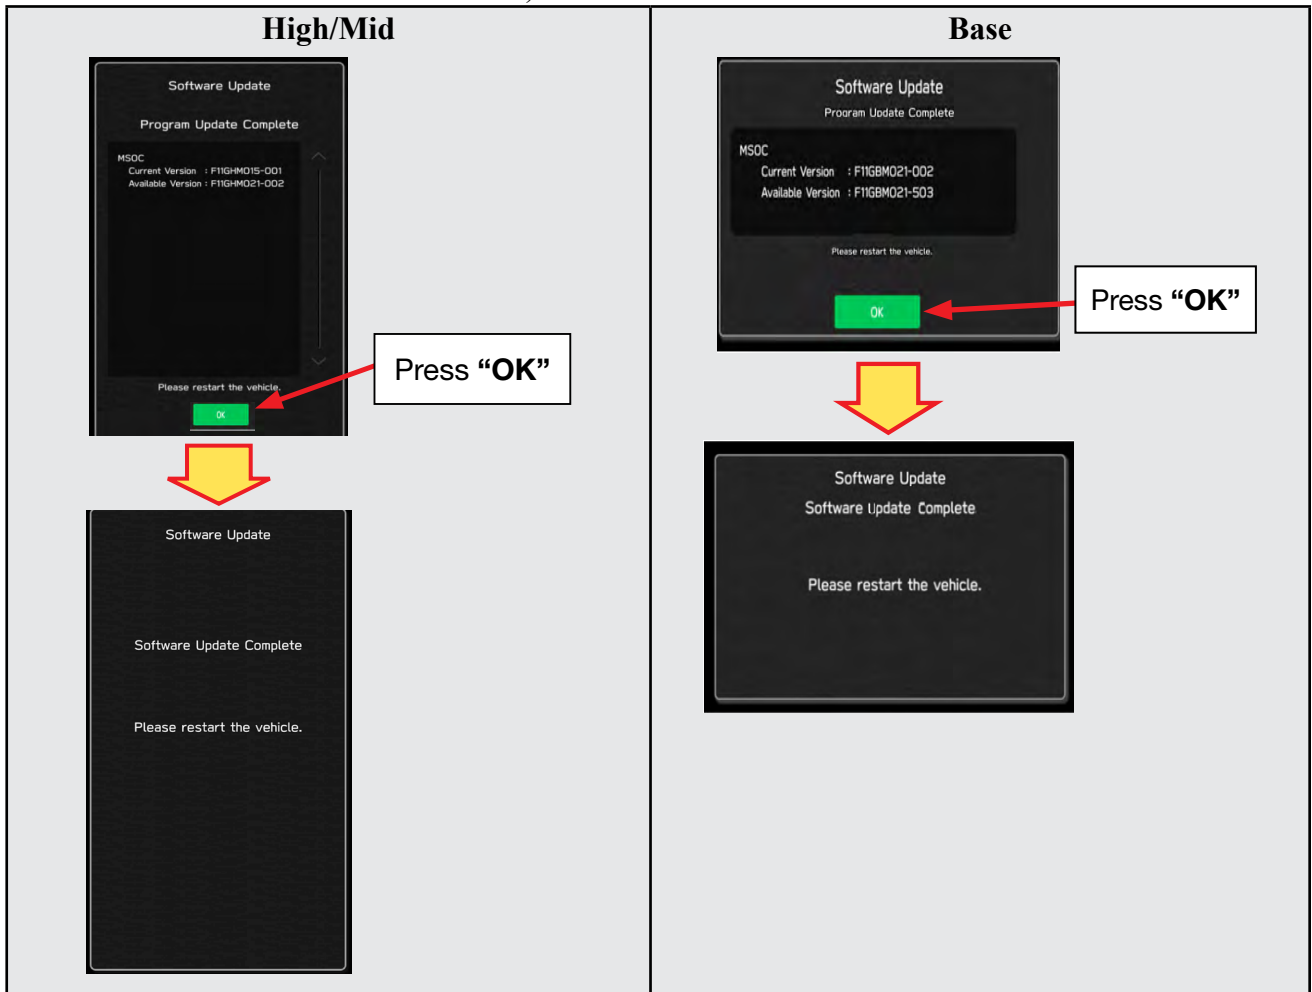 High/Mid
Software Update
Program Update Complete
MSOC
Current Version : F11GHM015-001
Available Version : F11GHM021-002
Please restart the vehicle.
OK
Press “OK”
Software Update
Software Update Complete
Please restart the vehicle.
Base
Software Update
Program Update Complete
MSOC
Current Version : F11GBM021-002
Available Version : F11GBM021-503
Please restart the vehicle.
OK
Press “OK”
Software Update
Software Update Complete
Please restart the vehicle.